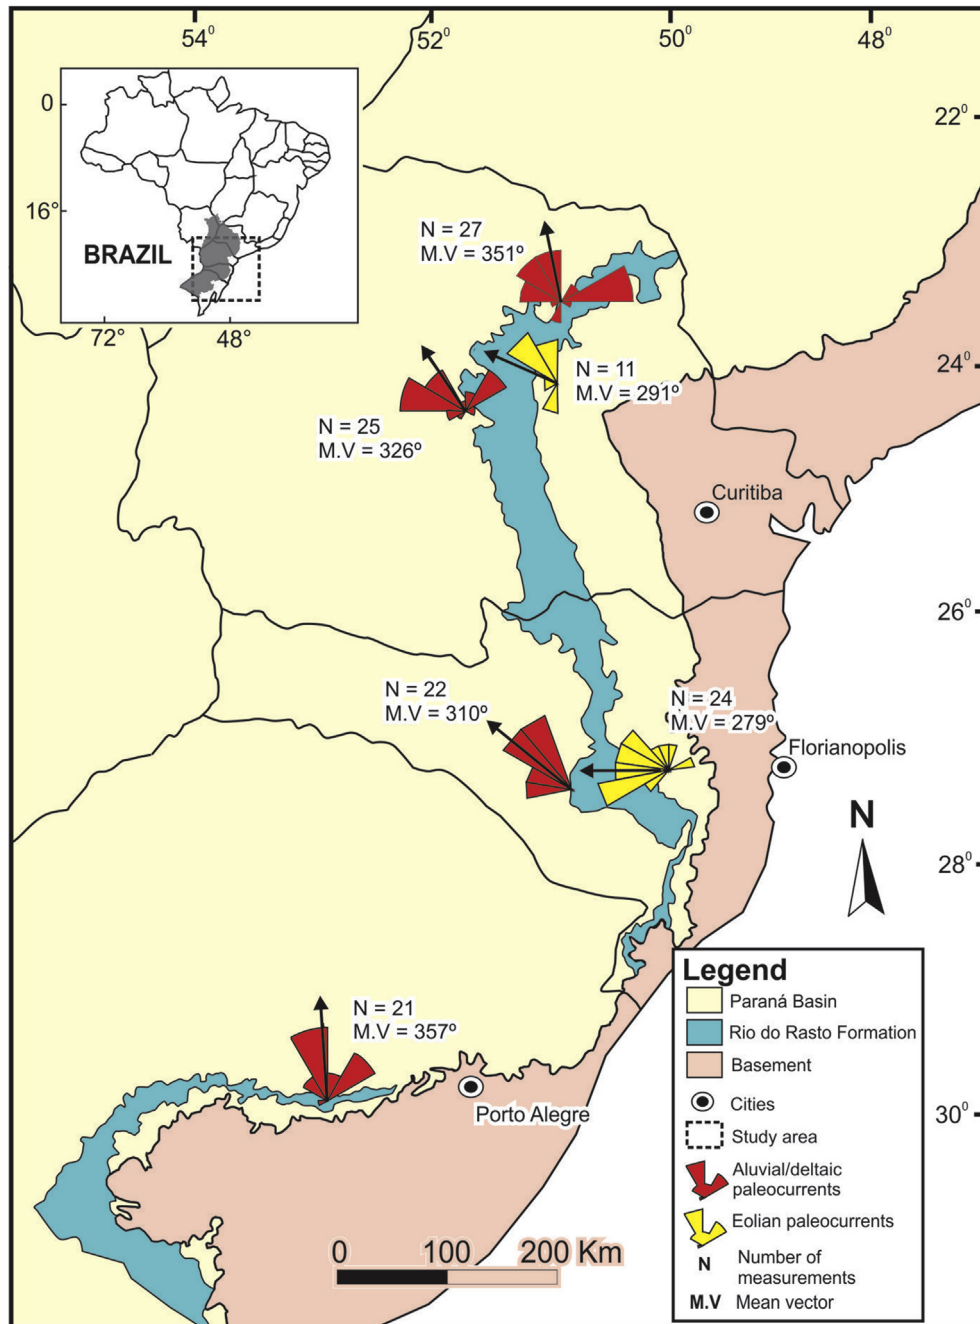 54⁰
52⁰
50⁰
48⁰
0
16°
BRAZIL
72°
48°
22⁰
N = 27
M.V = 351º
24⁰
N = 11
M.V = 291º
N = 25
M.V = 326º
Curitiba
26⁰
N = 22
M.V = 310º
N = 24
M.V = 279º
Florianopolis
N
28⁰
N = 21
M.V = 357º
Porto Alegre
30⁰
0 100 200 Km
Legend
Paraná Basin
Rio do Rasto Formation
Basement
Cities
Study area
Aluvial/deltaic
paleocurrents
Eolian paleocurrents
N Number of
measurements
M.V Mean vector